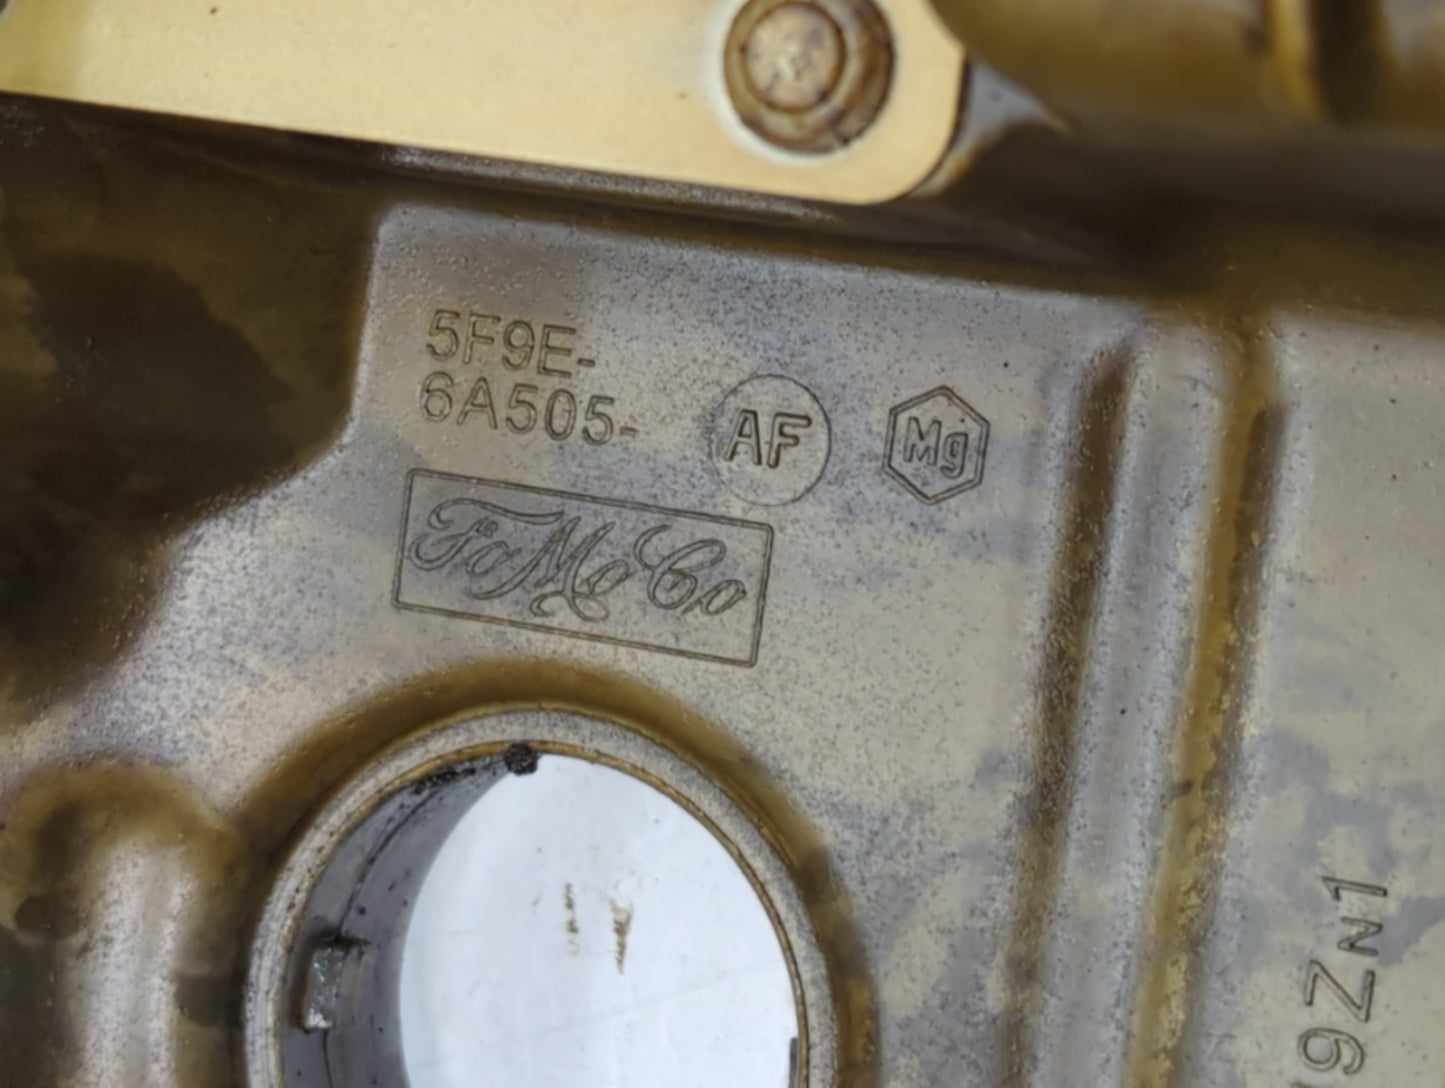 5F9E-
6A505- AF Mg
FoMoCo
9ZN1